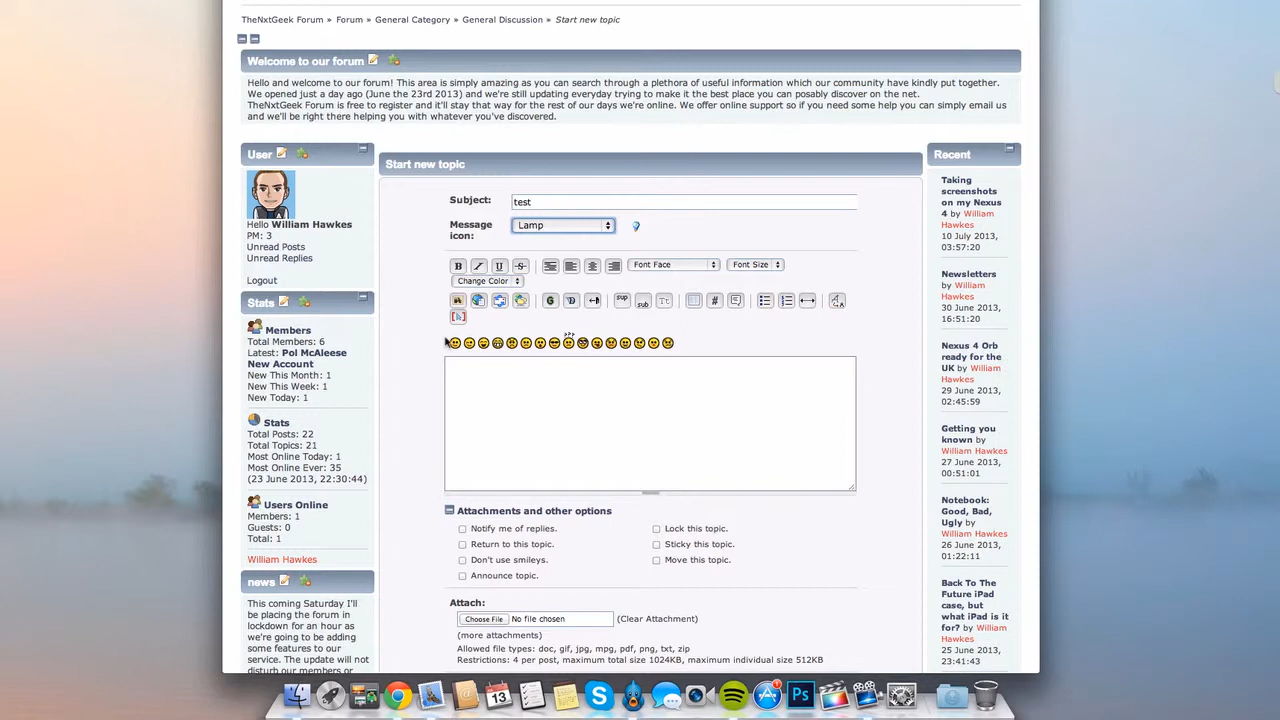 TheNxtGeek Forum » Forum » General Category » General Discussion » Start new topic
Welcome to our forum
Hello and welcome to our forum! This area is simply amazing as you can search through a plethora of useful information which our community have kindly put together.
We opened just a day ago (June the 23rd 2013) and we're still updating everyday trying to make it the best place you can posably discover on the net.
TheNxtGeek Forum is free to register and it'll stay that way for the rest of our days we're online. We offer online support so if you need some help you can simply email us
and we'll be right there helping you with whatever you've discovered.
User
Hello William Hawkes
PM: 3
Unread Posts
Unread Replies
Logout
Stats
Members
Total Members: 6
Latest: Pol McAleese
New Account
New This Month: 1
New This Week: 1
New Today: 1
Stats
Total Posts: 22
Total Topics: 21
Most Online Today: 1
Most Online Ever: 35
(23 June 2013, 22:30:44)
Users Online
Members: 1
Guests: 0
Total: 1
William Hawkes
news
This coming Saturday I'll
be placing the forum in
lockdown for an hour as
we're going to be adding
some features to our
service. The update will not
disturb our members or
Start new topic
Subject: test
Message
icon: Lamp
B I U S Font Face Font Size
Change Color
G sup sub Tt #
Attachments and other options
Notify me of replies. Lock this topic.
Return to this topic. Sticky this topic.
Don't use smileys. Move this topic.
Announce topic.
Attach:
Choose File No file chosen (Clear Attachment)
(more attachments)
Allowed file types: doc, gif, jpg, mpg, pdf, png, txt, zip
Restrictions: 4 per post, maximum total size 1024KB, maximum individual size 512KB
Recent
Taking
screenshots
on my Nexus
4 by William
Hawkes
10 July 2013,
03:57:20
Newsletters
by William
Hawkes
30 June 2013,
16:51:20
Nexus 4 Orb
ready for the
UK by William
Hawkes
29 June 2013,
02:45:59
Getting you
known by
William Hawkes
27 June 2013,
00:51:01
Notebook:
Good, Bad,
Ugly by
William Hawkes
26 June 2013,
01:22:11
Back To The
Future iPad
case, but
what iPad is it
for? by William
Hawkes
25 June 2013,
23:41:43
13
Ps